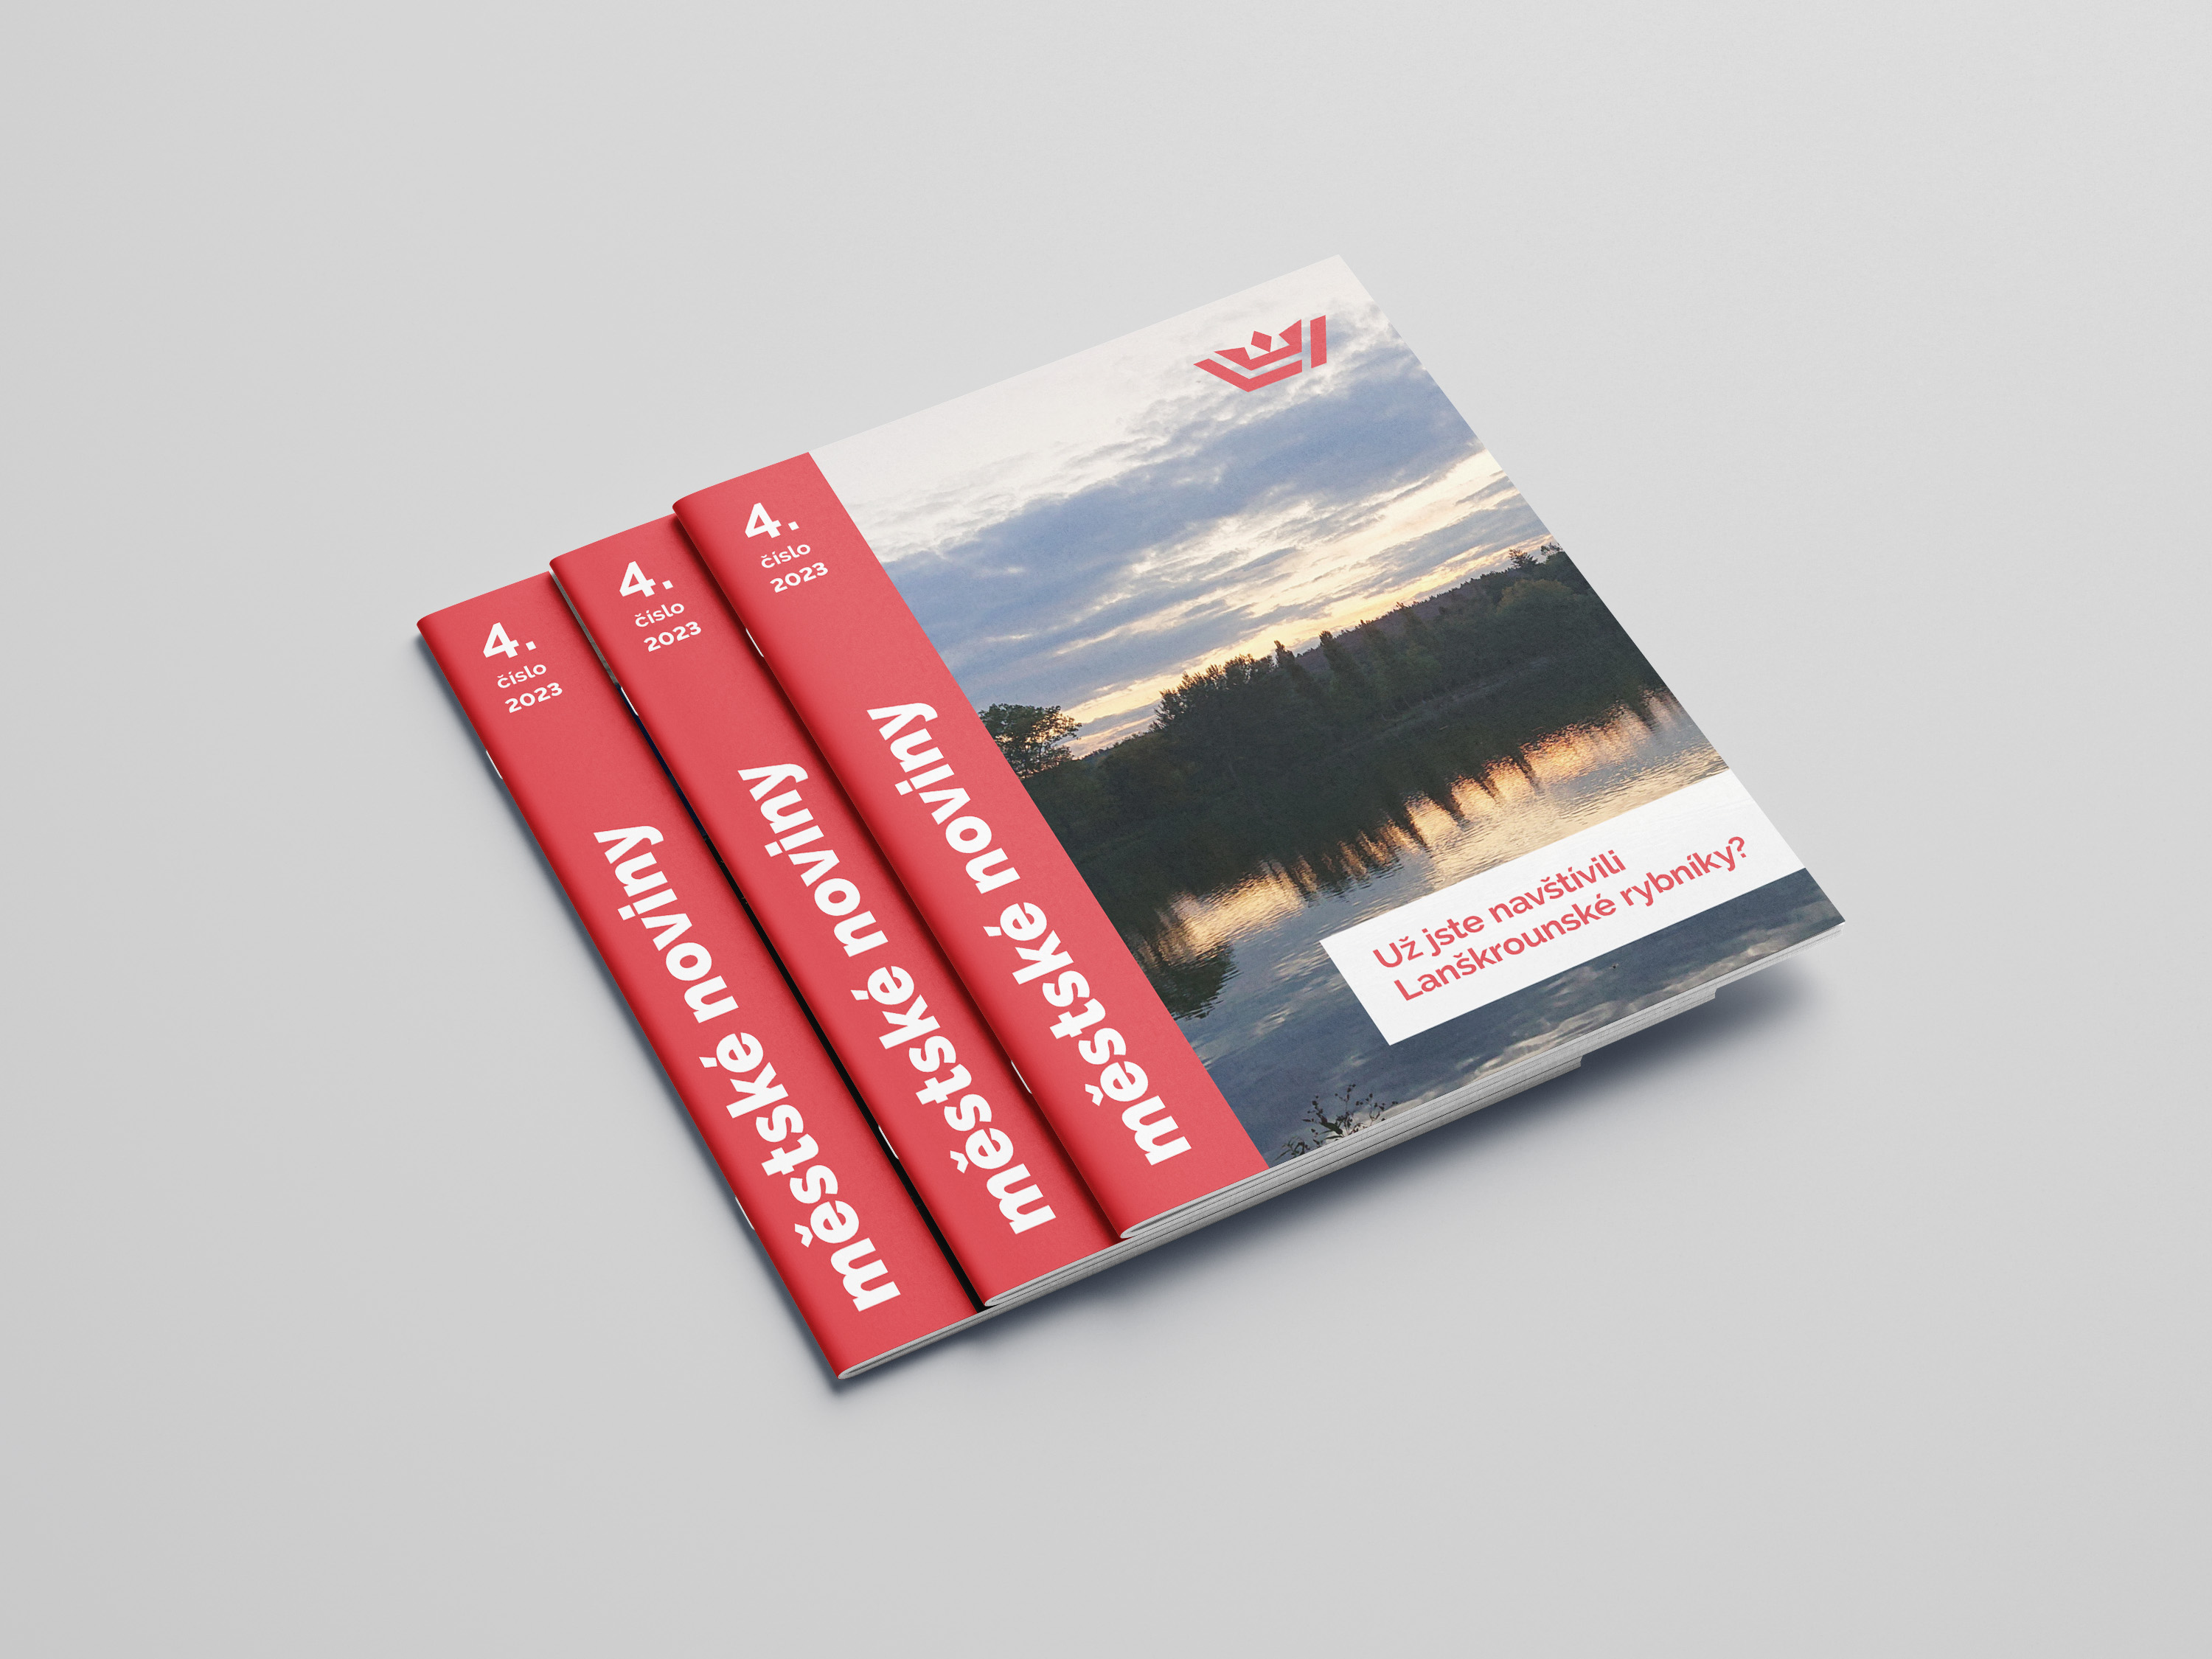 4.
číslo
2023
městské noviny
4.
číslo
2023
městské noviny
4.
číslo
2023
městské noviny
Už jste navštívili
Lanškrounské rybníky?